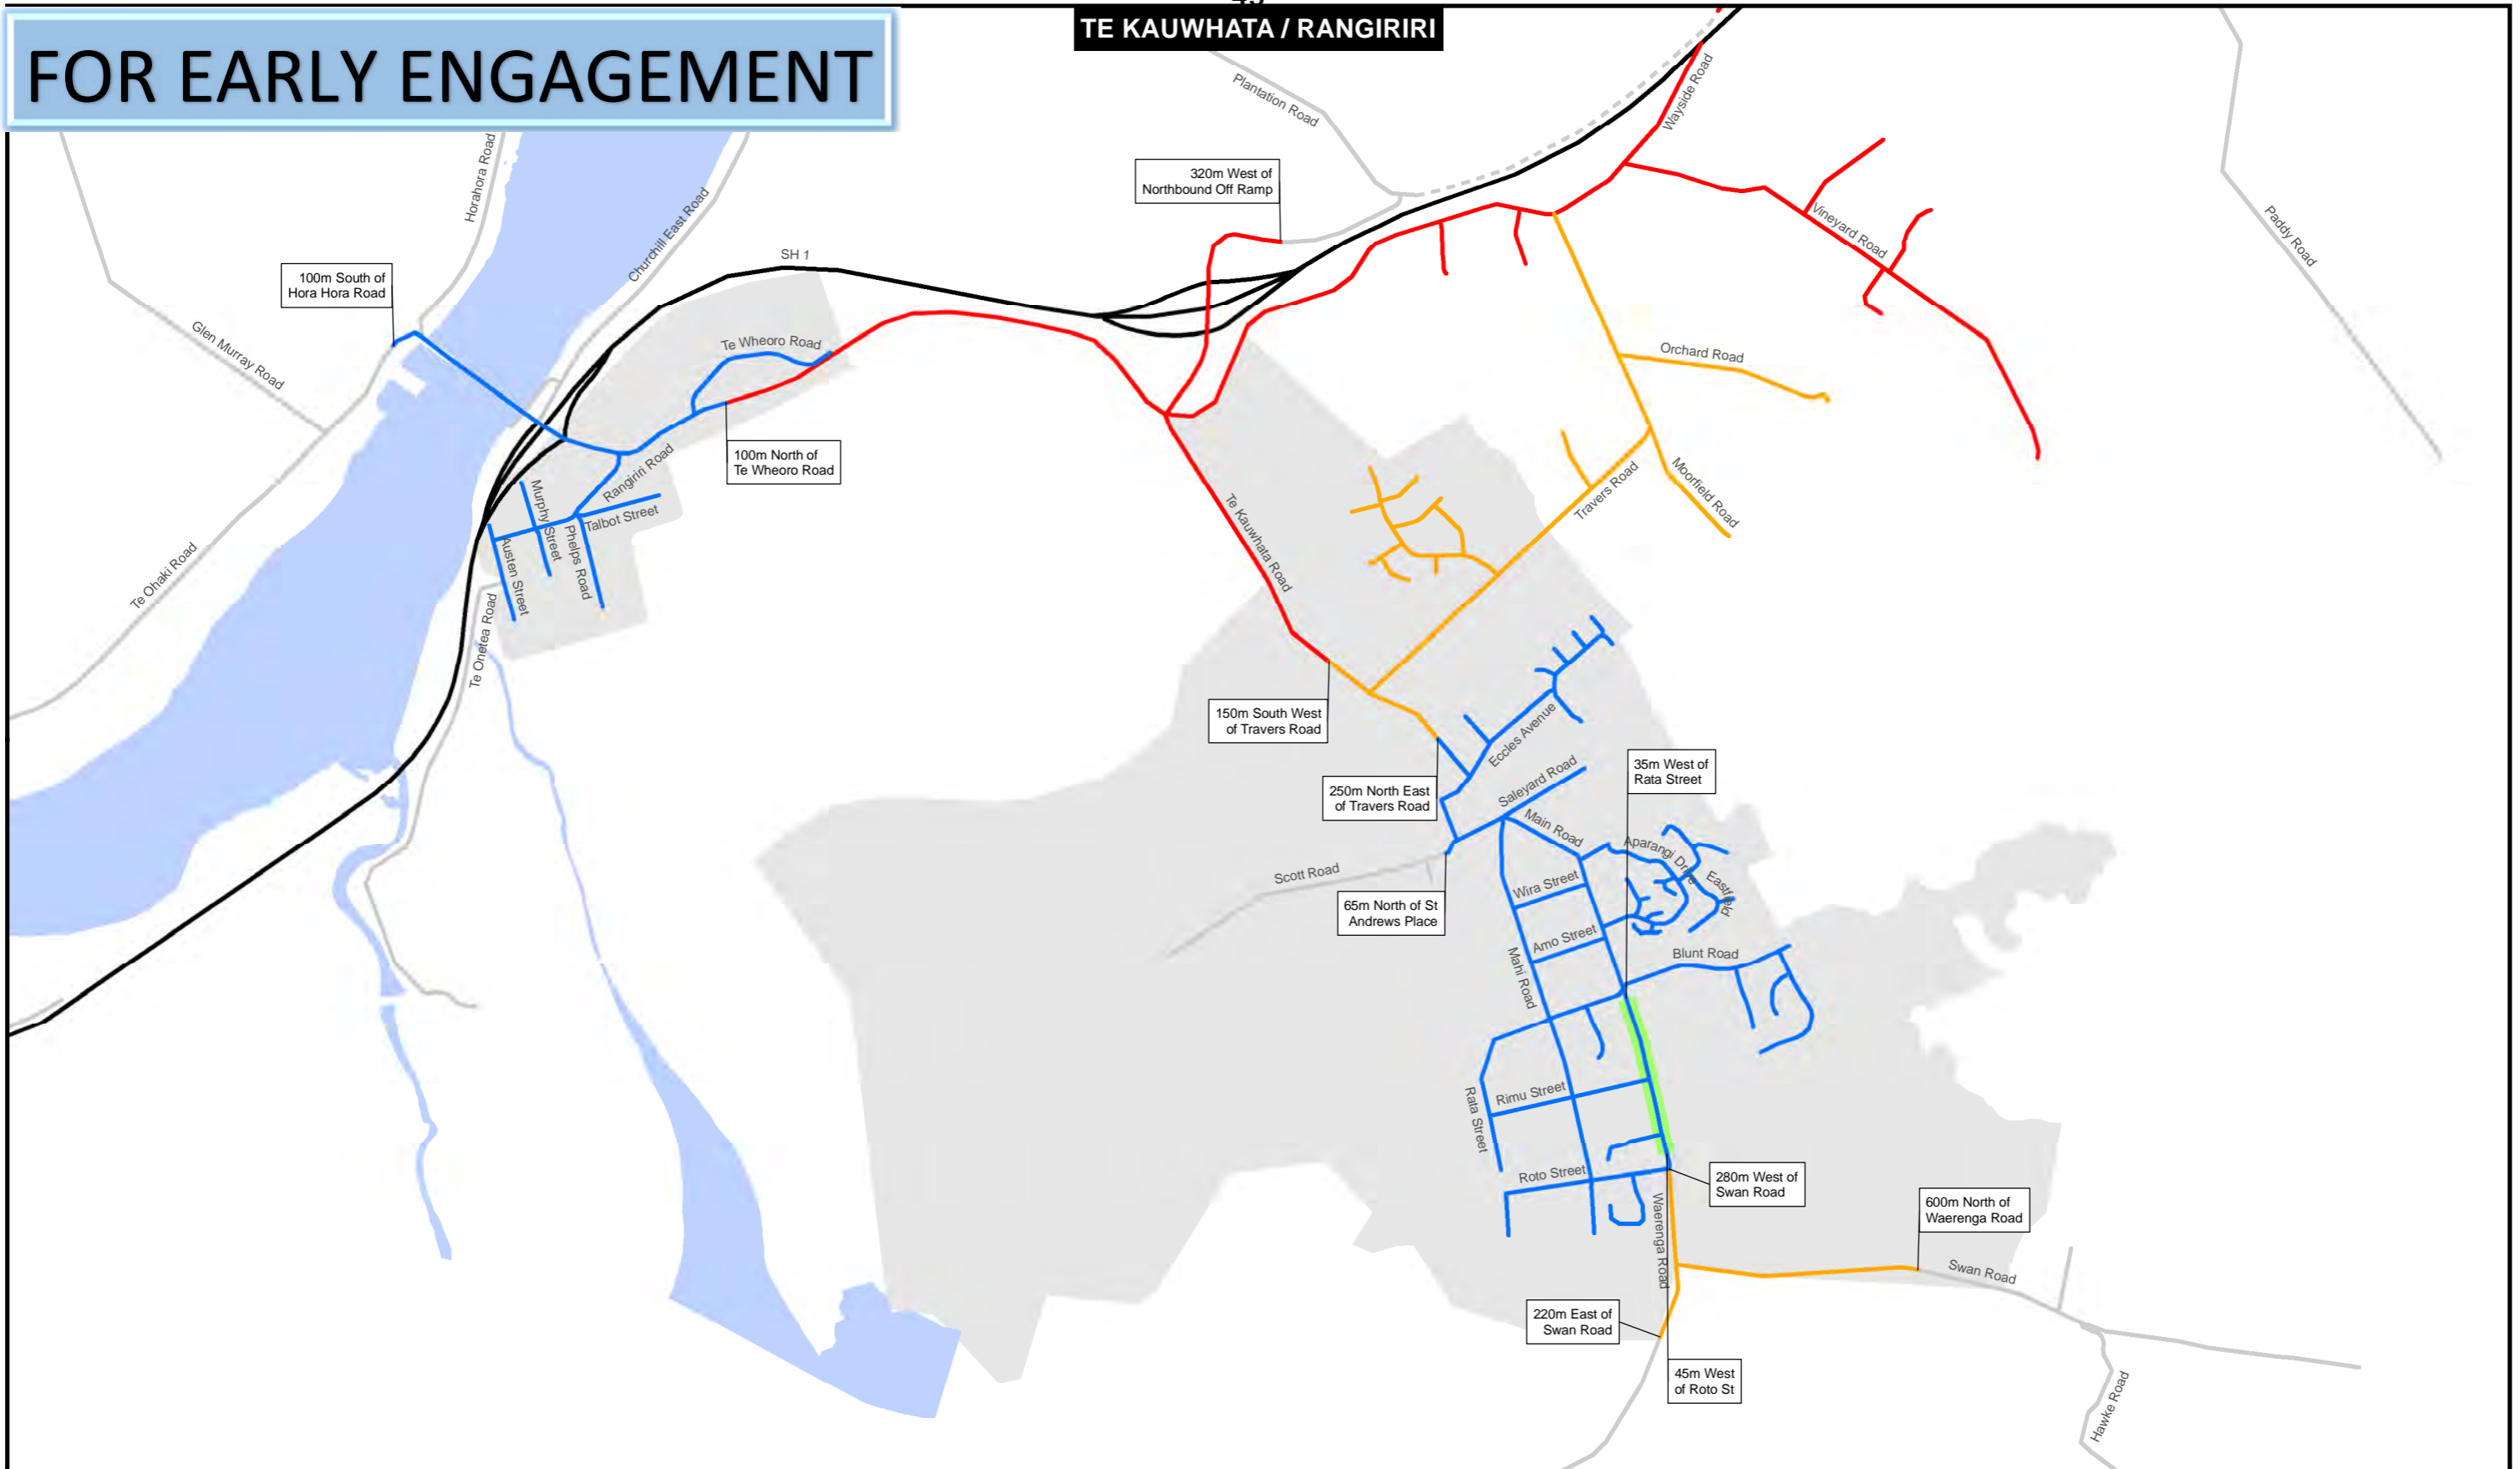 FOR EARLY ENGAGEMENT
TE KAUWHATA / RANGIRIRI
Plantation Road
Wayside Road
Horahora Road
Churchill East Road
320m West of
Northbound Off Ramp
Vineyard Road
Paddy Road
SH 1
100m South of
Hora Hora Road
Glen Murray Road
Te Wheoro Road
Orchard Road
100m North of
Te Wheoro Road
Rangiriri Road
Murphy Street
Talbot Street
Phelps Road
Austen Street
Te Ohaki Road
Te Onetea Road
Te Kauwhata Road
Travers Road
Moorfield Road
150m South West
of Travers Road
Eccles Avenue
250m North East
of Travers Road
Saleyard Road
35m West of
Rata Street
Main Road
Aparangi Drive
Eastfield
Scott Road
Wira Street
65m North of St
Andrews Place
Amo Street
Mahi Road
Blunt Road
Rimu Street
Rata Street
Roto Street
280m West of
Swan Road
Waerenga Road
600m North of
Waerenga Road
Swan Road
220m East of
Swan Road
45m West
of Roto St
Hawke Road